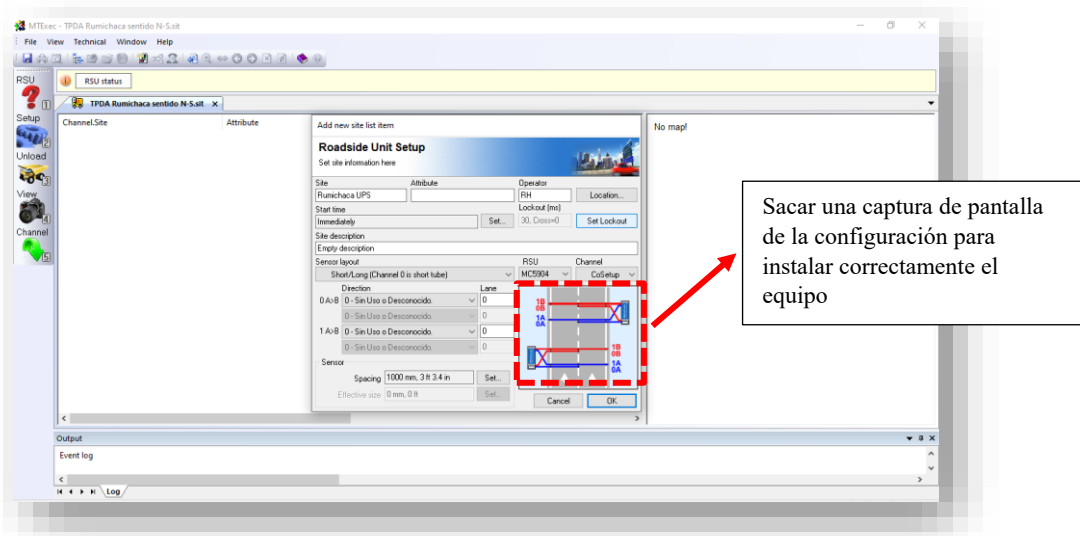 MTExec - TPDA Rumichaca sentido N-S.sit
File View Technical Window Help
RSU
1
Setup
2
Unload
3
View
4
Channel
5
RSU status
TPDA Rumichaca sentido N-S.sit x
Channel.Site Attribute
No map!
Add new site list item
Roadside Unit Setup
Set site information here
Site Attribute Operator
Rumichaca UPS RH Location...
Start time Lockout (ms)
Immediately Set... 30, Cross=0 Set Lockout
Site description
Empty description
Sensor layout RSU Channel
Short/Long (Channel 0 is short tube) MC5904 CoSetup
Direction Lane
0 A>B 0 - Sin Uso o Desconocido. 0
0 - Sin Uso o Desconocido. 0
1 A>B 0 - Sin Uso o Desconocido. 0
0 - Sin Uso o Desconocido. 0
Sensor
Spacing 1000 mm, 3 ft 3.4 in Set...
Effective size 0 mm, 0 ft Set...
1B
0B
1A
0A
1B
0B
1A
0A
Cancel OK
Output
Event log
Log
Sacar una captura de pantalla
de la configuración para
instalar correctamente el
equipo